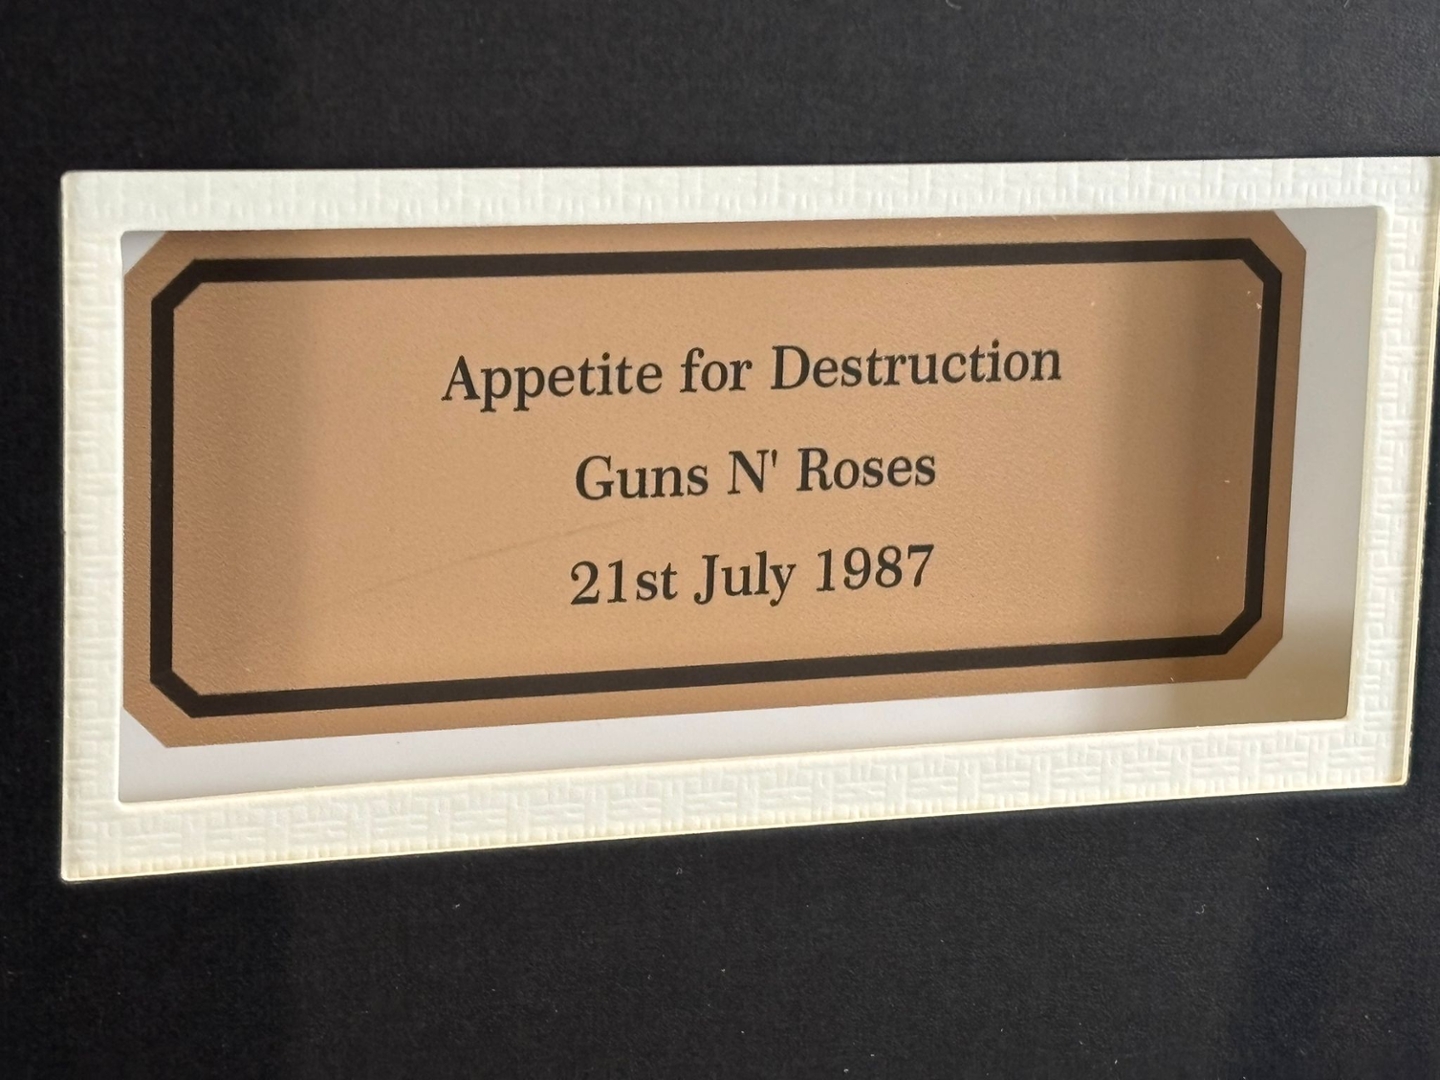 Appetite for Destruction
Guns N' Roses
21st July 1987